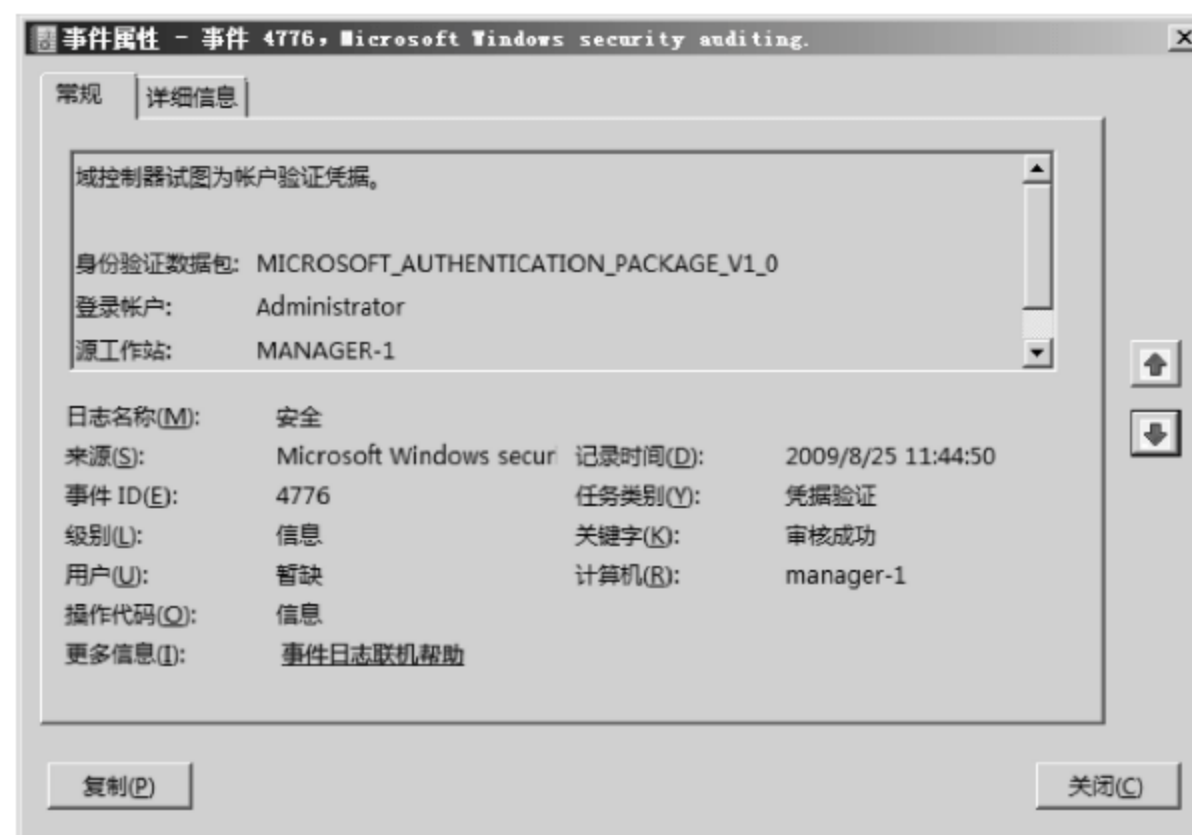 事件属性 - 事件 4776，Microsoft Windows security auditing.
常规 详细信息
域控制器试图为帐户验证凭据。
身份验证数据包: MICROSOFT_AUTHENTICATION_PACKAGE_V1_0
登录帐户: Administrator
源工作站: MANAGER-1
日志名称(M): 安全
来源(S): Microsoft Windows securi 记录时间(D): 2009/8/25 11:44:50
事件 ID(E): 4776 任务类别(Y): 凭据验证
级别(L): 信息 关键字(K): 审核成功
用户(U): 暂缺 计算机(R): manager-1
操作代码(O): 信息
更多信息(I): 事件日志联机帮助
复制(P) 关闭(C)